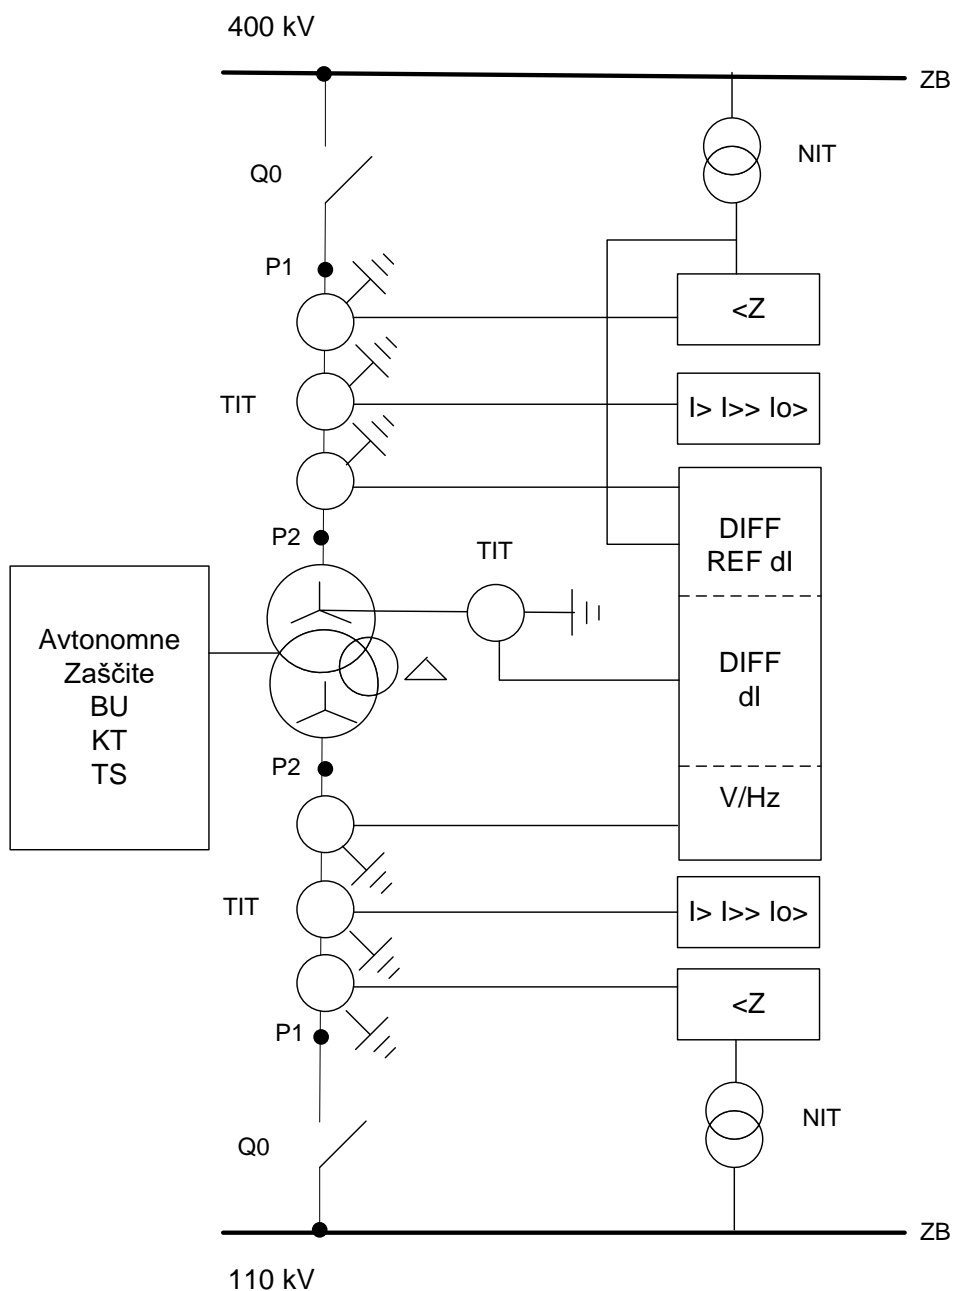 400 kV
ZB
NIT
Q0
P1
<Z
TIT
I> I>> Io>
P2
TIT
DIFF
REF dI
Avtonomne
Zaščite
BU
KT
TS
DIFF
dI
P2
V/Hz
TIT
I> I>> Io>
<Z
P1
NIT
Q0
ZB
110 kV